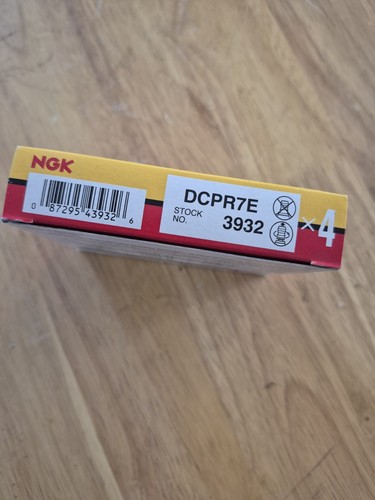 NGK
0 87295 43932 6
DCPR7E
STOCK
NO.
3932
×4